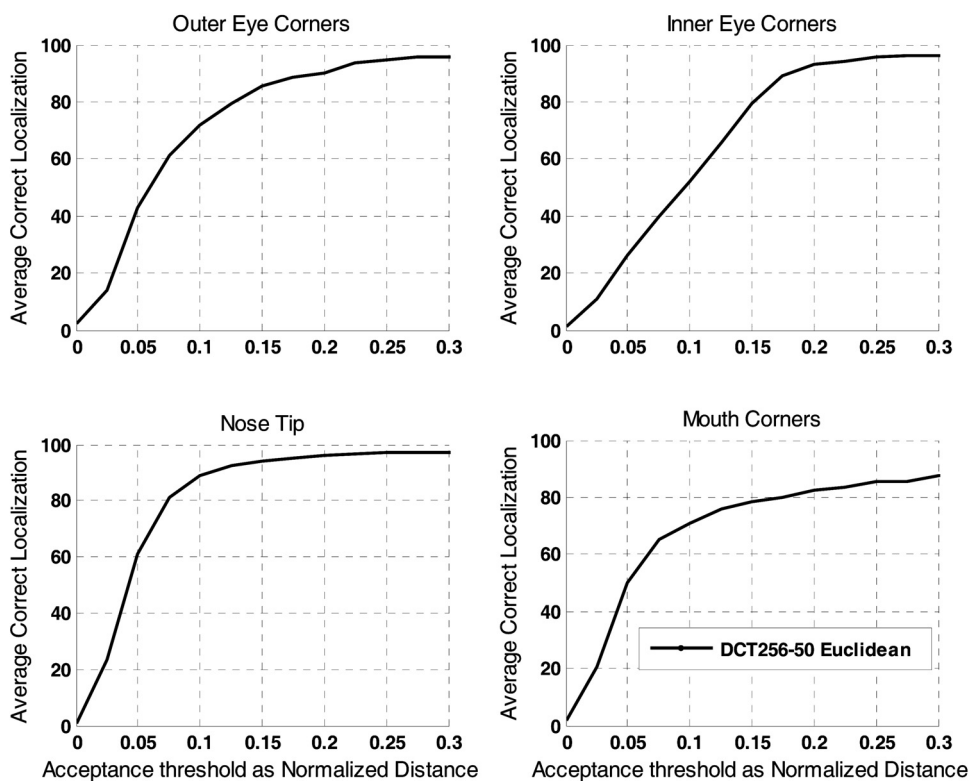 Outer Eye Corners
Average Correct Localization
100
80
60
40
20
0
0 0.05 0.1 0.15 0.2 0.25 0.3
Inner Eye Corners
Average Correct Localization
100
80
60
40
20
0
0 0.05 0.1 0.15 0.2 0.25 0.3
Nose Tip
Average Correct Localization
100
80
60
40
20
0
0 0.05 0.1 0.15 0.2 0.25 0.3
Acceptance threshold as Normalized Distance
Mouth Corners
Average Correct Localization
100
80
60
40
20
0
DCT256-50 Euclidean
0 0.05 0.1 0.15 0.2 0.25 0.3
Acceptance threshold as Normalized Distance